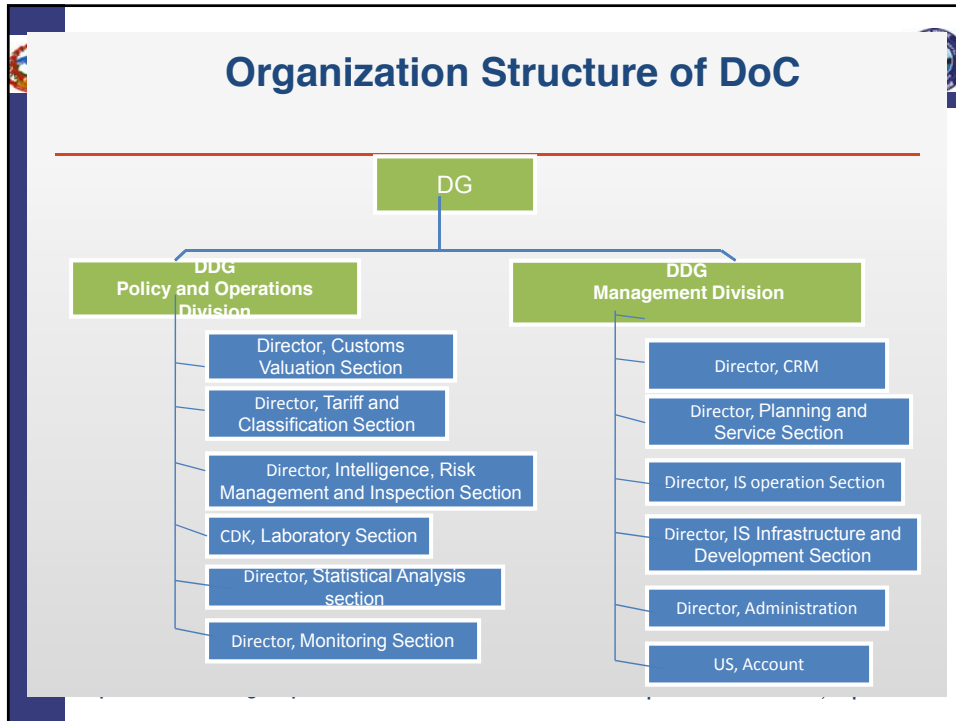 Organization Structure of DoC
DG
DDG
Policy and Operations
Division
Director, Customs
Valuation Section
Director, Tariff and
Classification Section
Director, Intelligence, Risk
Management and Inspection Section
CDK, Laboratory Section
Director, Statistical Analysis
section
Director, Monitoring Section
DDG
Management Division
Director, CRM
Director, Planning and
Service Section
Director, IS operation Section
Director, IS Infrastructure and
Development Section
Director, Administration
US, Account